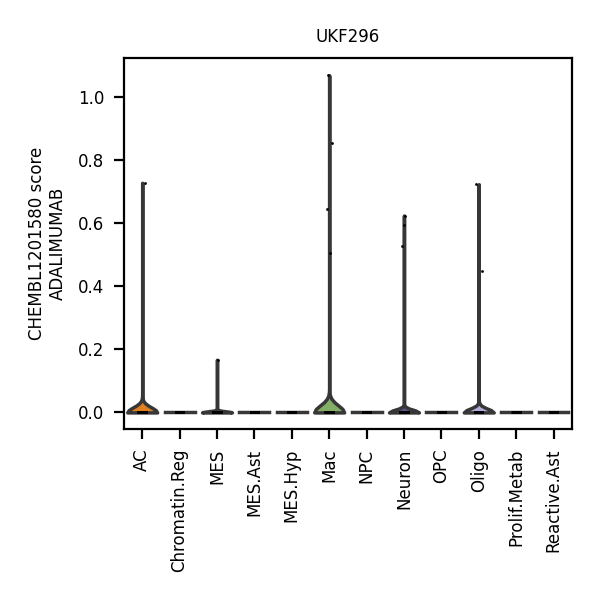 UKF296
CHEMBL1201580 score
ADALIMUMAB
1.0
0.8
0.6
0.4
0.2
0.0
AC
Chromatin.Reg
MES
MES.Ast
MES.Hyp
Mac
NPC
Neuron
OPC
Oligo
Prolif.Metab
Reactive.Ast